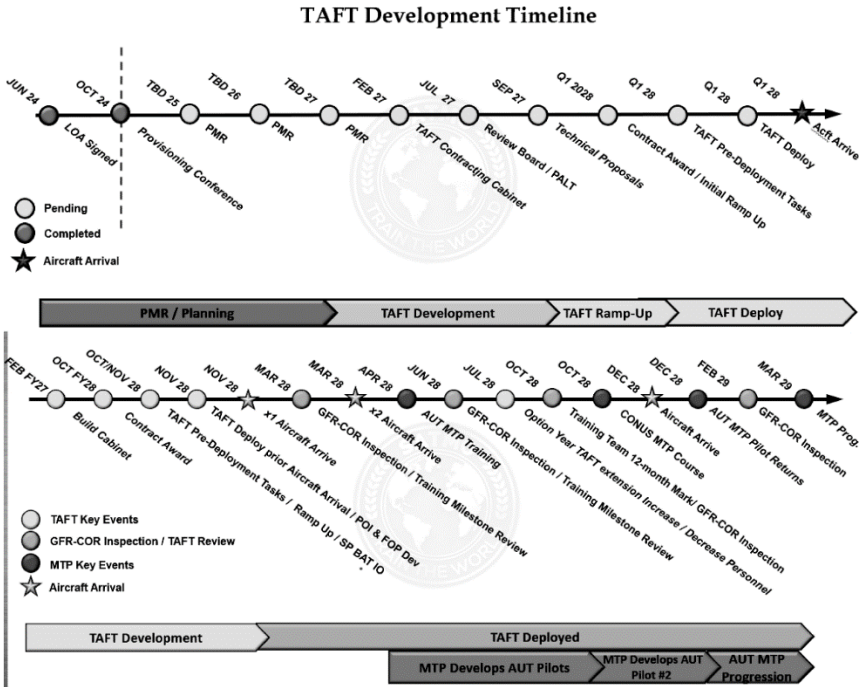 TAFT Development Timeline
JUN 24
OCT 24
TBD 25
TBD 26
TBD 27
FEB 27
JUL 27
SEP 27
Q1 2028
Q1 28
Q1 28
Q1 28
LOA Signed
Provisioning Conference
PMR
PMR
PMR
TAFT Contracting Cabinet
Review Board / PALT
Technical Proposals
Contract Award / Initial Ramp Up
TAFT Pre-Deployment Tasks
TAFT Deploy
Acft Arrive
Pending
Completed
Aircraft Arrival
TRAIN THE WORLD
PMR / Planning
TAFT Development
TAFT Ramp-Up
TAFT Deploy
FEB FY27
OCT FY28
OCT/NOV 28
NOV 28
NOV 28
MAR 28
MAR 28
APR 28
JUN 28
JUL 28
OCT 28
OCT 28
DEC 28
DEC 28
FEB 29
MAR 29
Build Cabinet
Contract Award
TAFT Pre-Deployment Tasks / Ramp Up / SP BAT IO
TAFT Deploy prior Aircraft Arrival / POI & FOP Dev
x1 Aircraft Arrive
GFR-COR Inspection / Training Milestone Review
x2 Aircraft Arrive
AUT MTP Training
GFR-COR Inspection / Training Milestone Review
Option Year TAFT extension Increase / Decrease Personnel
Training Team 12-month Mark/ GFR-COR Inspection
CONUS MTP Course
Aircraft Arrive
AUT MTP Pilot Returns
GFR-COR Inspection
MTP Prog.
TAFT Key Events
GFR-COR Inspection / TAFT Review
MTP Key Events
Aircraft Arrival
TRAIN THE WORLD
TAFT Development
TAFT Deployed
MTP Develops AUT Pilots
MTP Develops AUT
Pilot #2
AUT MTP
Progression